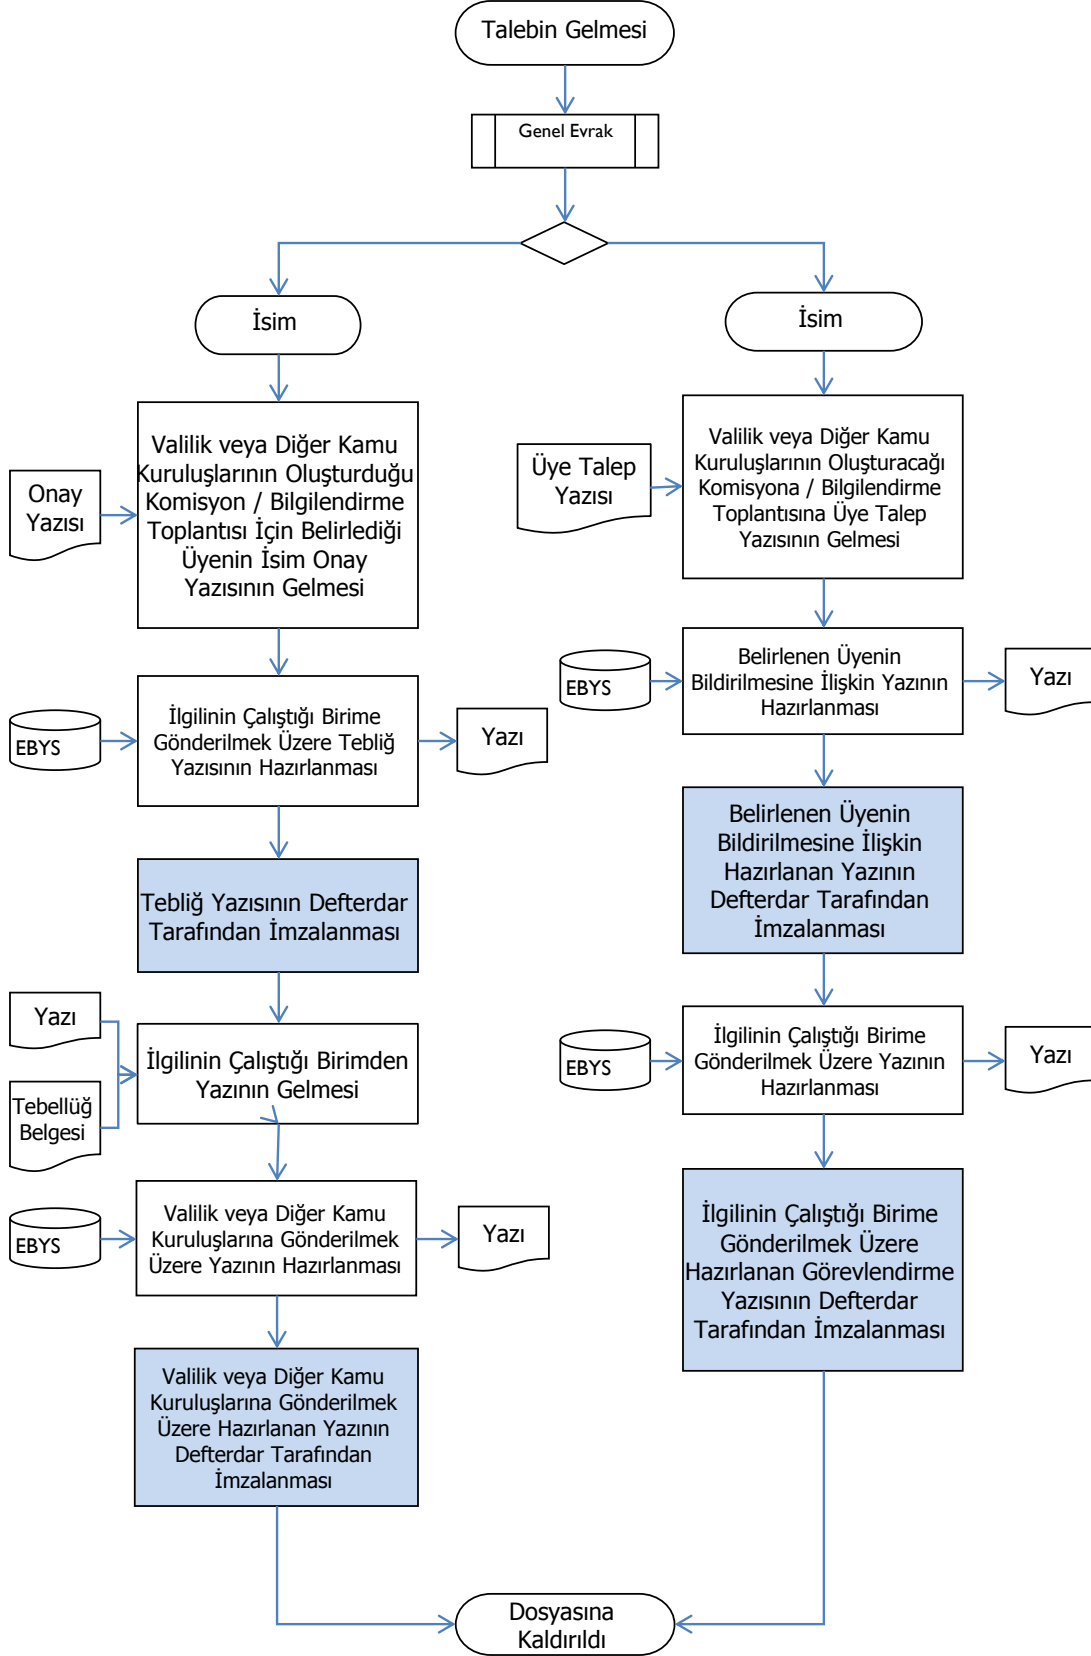 Talebin Gelmesi
Genel Evrak
İsim
Valilik veya Diğer Kamu
Kuruluşlarının Oluşturduğu
Komisyon / Bilgilendirme
Toplantısı İçin Belirlediği
Üyenin İsim Onay
Yazısının Gelmesi
Onay
Yazısı
İlgilinin Çalıştığı Birime
Gönderilmek Üzere Tebliğ
Yazısının Hazırlanması
EBYS
Yazı
Tebliğ Yazısının Defterdar
Tarafından İmzalanması
Yazı
Tebellüğ
Belgesi
İlgilinin Çalıştığı Birimden
Yazının Gelmesi
EBYS
Valilik veya Diğer Kamu
Kuruluşlarına Gönderilmek
Üzere Yazının Hazırlanması
Yazı
Valilik veya Diğer Kamu
Kuruluşlarına Gönderilmek
Üzere Hazırlanan Yazının
Defterdar Tarafından
İmzalanması
İsim
Üye Talep
Yazısı
Valilik veya Diğer Kamu
Kuruluşlarının Oluşturacağı
Komisyona / Bilgilendirme
Toplantısına Üye Talep
Yazısının Gelmesi
EBYS
Belirlenen Üyenin
Bildirilmesine İlişkin Yazının
Hazırlanması
Yazı
Belirlenen Üyenin
Bildirilmesine İlişkin
Hazırlanan Yazının
Defterdar Tarafından
İmzalanması
EBYS
İlgilinin Çalıştığı Birime
Gönderilmek Üzere Yazının
Hazırlanması
Yazı
İlgilinin Çalıştığı Birime
Gönderilmek Üzere
Hazırlanan Görevlendirme
Yazısının Defterdar
Tarafından İmzalanması
Dosyasına
Kaldırıldı